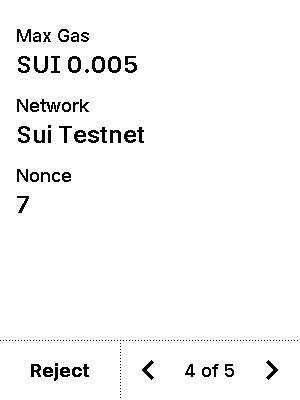 Max Gas
SUI 0.005
Network
Sui Testnet
Nonce
7
Reject
4 of 5